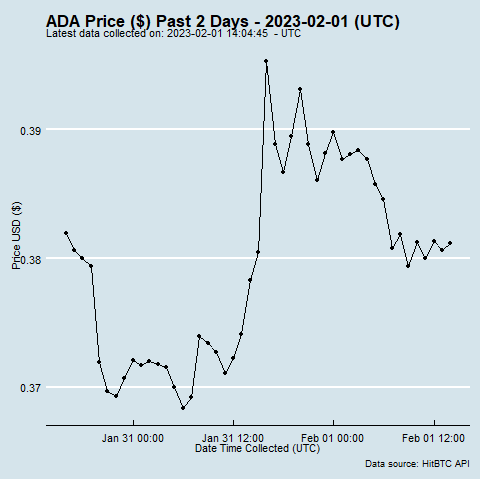 ADA Price ($) Past 2 Days - 2023-02-01 (UTC)
Latest data collected on: 2023-02-01 14:04:45 - UTC
0.39
Price USD ($)
0.38
0.37
Jan 31 00:00 Jan 31 12:00 Feb 01 00:00 Feb 01 12:00
Date Time Collected (UTC)
Data source: HitBTC API